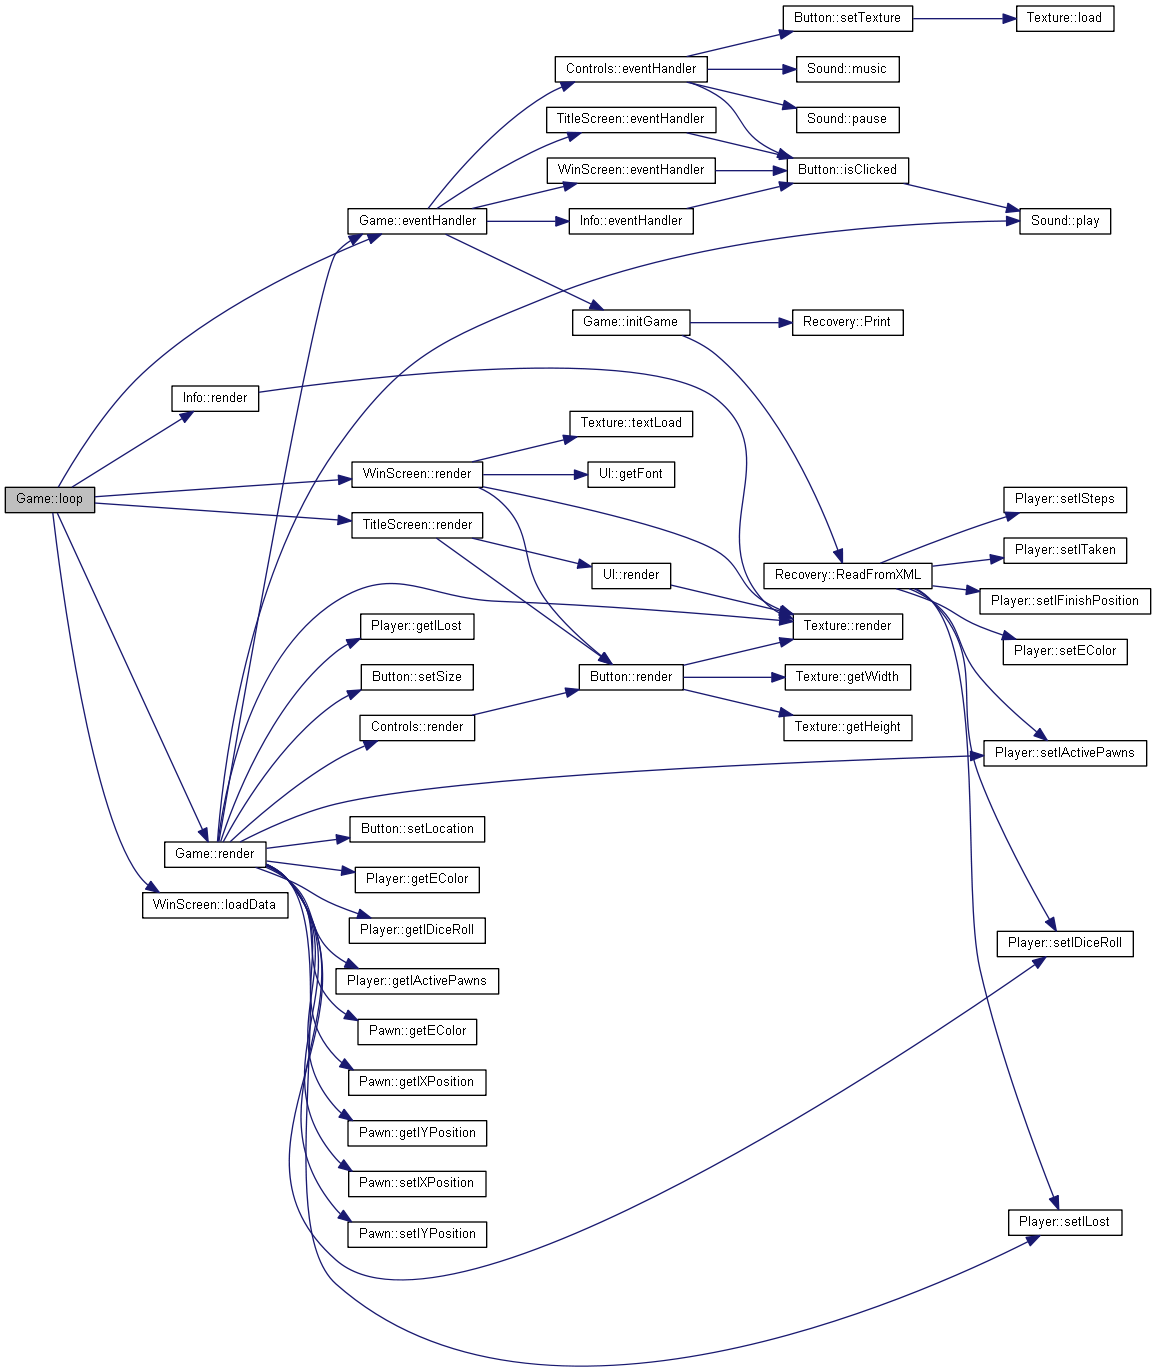 Button::setTexture
Texture::load
Controls::eventHandler
Sound::music
TitleScreen::eventHandler
Sound::pause
WinScreen::eventHandler
Button::isClicked
Game::eventHandler
Info::eventHandler
Sound::play
Game::initGame
Recovery::Print
Info::render
Texture::textLoad
WinScreen::render
UI::getFont
Game::loop
Player::setISteps
TitleScreen::render
Player::setITaken
UI::render
Recovery::ReadFromXML
Player::setIFinishPosition
Player::getILost
Texture::render
Player::setEColor
Button::setSize
Button::render
Texture::getWidth
Controls::render
Texture::getHeight
Player::setIActivePawns
Button::setLocation
Game::render
Player::getEColor
WinScreen::loadData
Player::getIDiceRoll
Player::setIDiceRoll
Player::getIActivePawns
Pawn::getEColor
Pawn::getIXPosition
Pawn::getIYPosition
Pawn::setIXPosition
Player::setILost
Pawn::setIYPosition